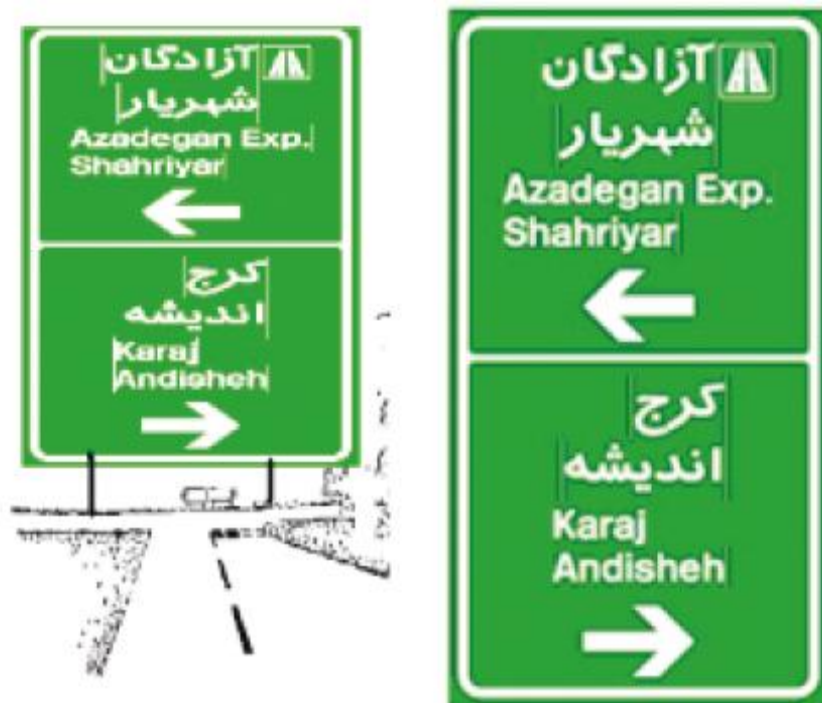 آزادگان
شهریار
Azadegan Exp.
Shahriyar
کرج
اندیشه
Karaj
Andisheh
آزادگان
شهریار
Azadegan Exp.
Shahriyar
کرج
اندیشه
Karaj
Andisheh